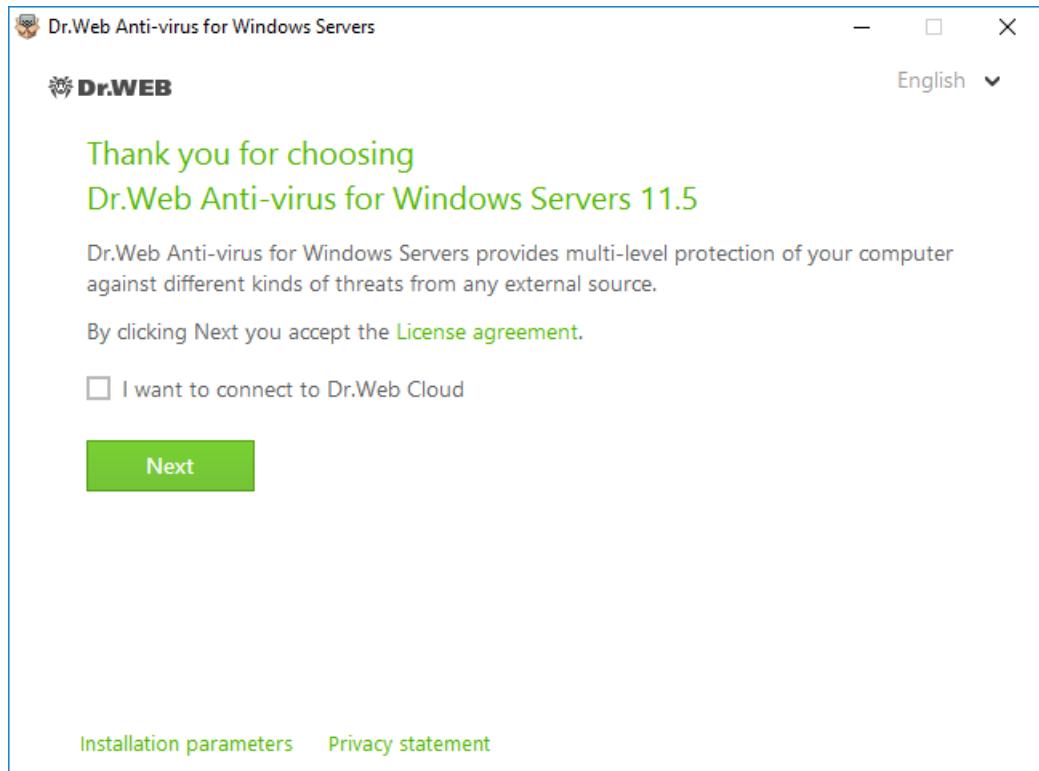 Dr.Web Anti-virus for Windows Servers
Dr.WEB
English
Thank you for choosing
Dr.Web Anti-virus for Windows Servers 11.5
Dr.Web Anti-virus for Windows Servers provides multi-level protection of your computer
against different kinds of threats from any external source.
By clicking Next you accept the License agreement.
I want to connect to Dr.Web Cloud
Next
Installation parameters Privacy statement